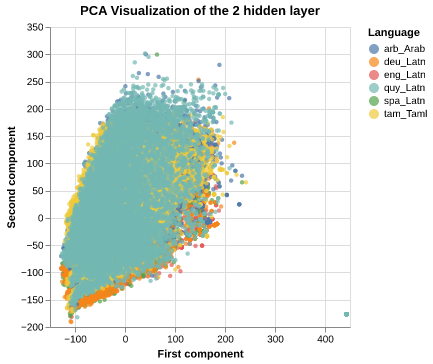 PCA Visualization of the 2 hidden layer
Language
arb_Arab
deu_Latn
eng_Latn
quy_Latn
spa_Latn
tam_Taml
Second component
350
300
250
200
150
100
50
0
−50
−100
−150
−200
−100
0
100
200
300
400
First component